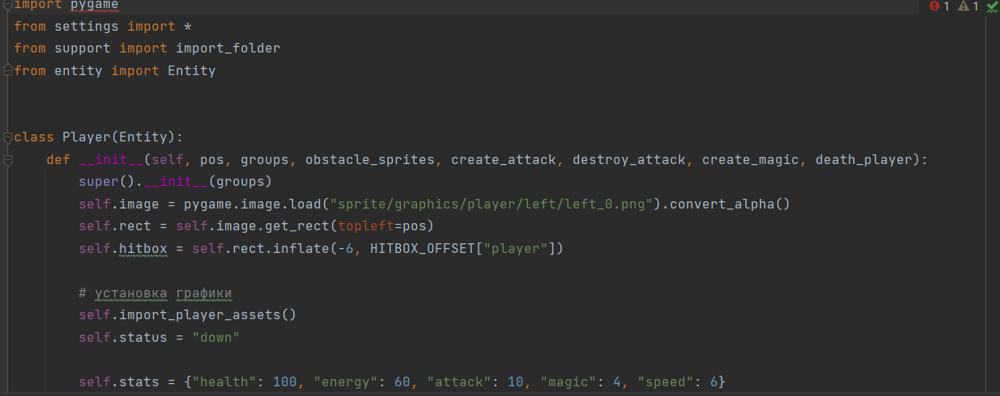 import pygame
1 1
from settings import *
from support import import_folder
from entity import Entity
class Player(Entity):
def __init__(self, pos, groups, obstacle_sprites, create_attack, destroy_attack, create_magic, death_player):
super().__init__(groups)
self.image = pygame.image.load("sprite/graphics/player/left/left_0.png").convert_alpha()
self.rect = self.image.get_rect(topleft=pos)
self.hitbox = self.rect.inflate(-6, HITBOX_OFFSET["player"])
# установка графики
self.import_player_assets()
self.status = "down"
self.stats = {"health": 100, "energy": 60, "attack": 10, "magic": 4, "speed": 6}